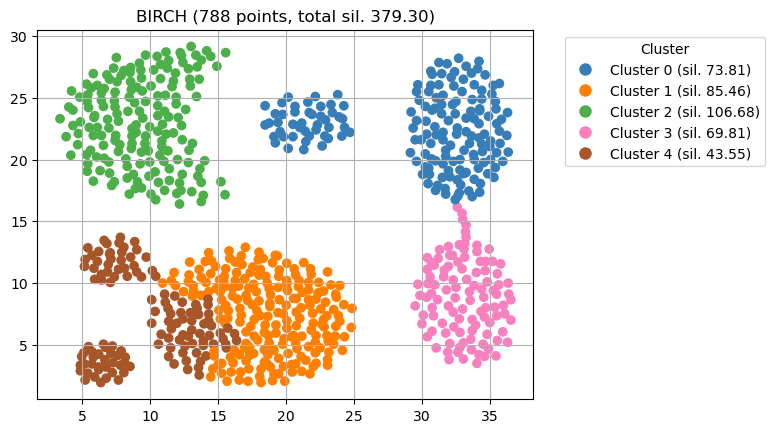 BIRCH (788 points, total sil. 379.30)
30
25
20
15
10
5
5 10 15 20 25 30 35
Cluster
Cluster 0 (sil. 73.81)
Cluster 1 (sil. 85.46)
Cluster 2 (sil. 106.68)
Cluster 3 (sil. 69.81)
Cluster 4 (sil. 43.55)